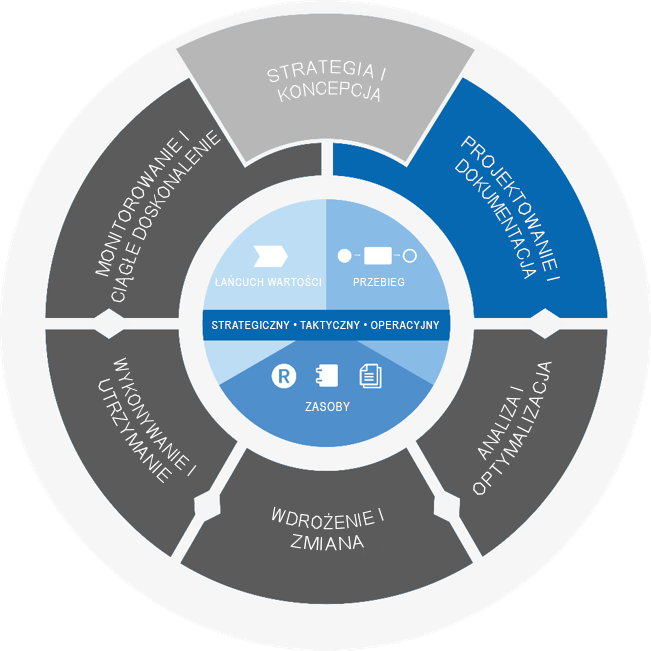 STRATEGIA I
KONCEPCJA
PROJEKTOWANIE I
DOKUMENTACJA
ANALIZA I
OPTYMALIZACJA
WDROŻENIE I
ZMIANA
WYKONYWANIE I
UTRZYMANIE
MONITOROWANIE I
CIĄGŁE DOSKONALENIE
ŁAŃCUCH WARTOŚCI
PRZEBIEG
STRATEGICZNY • TAKTYCZNY • OPERACYJNY
R
ZASOBY